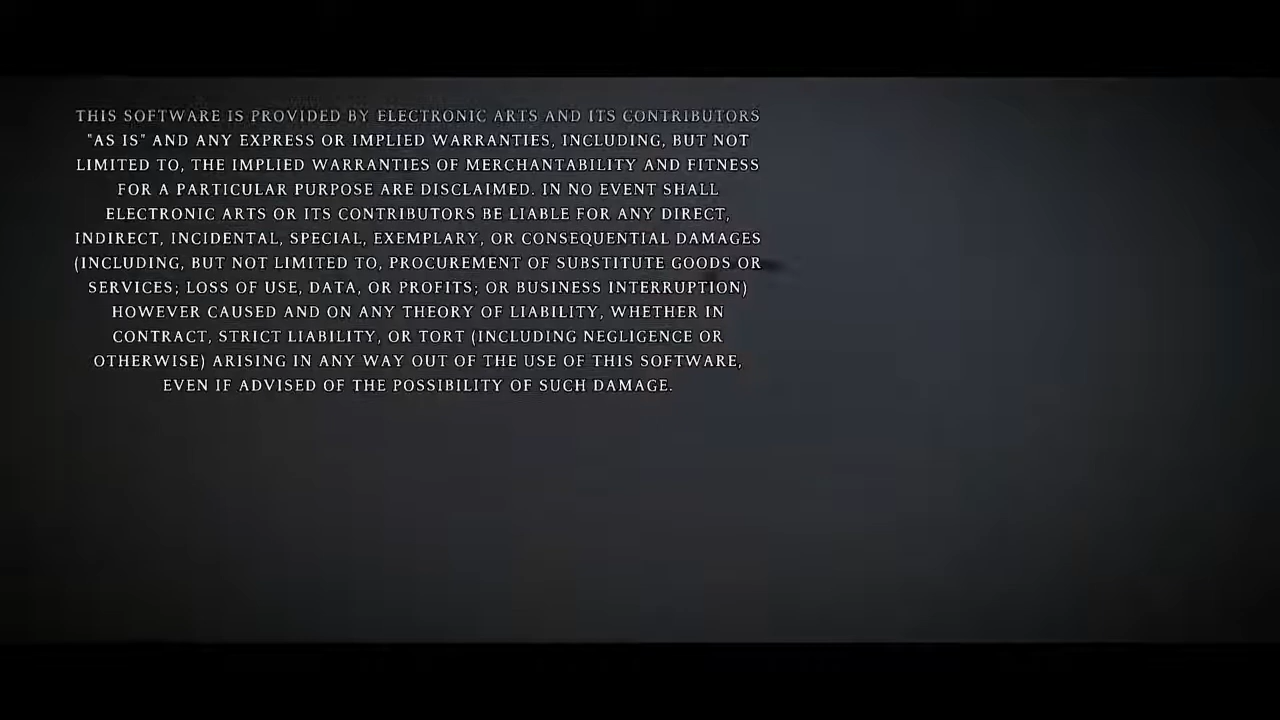 THIS SOFTWARE IS PROVIDED BY ELECTRONIC ARTS AND ITS CONTRIBUTORS
"AS IS" AND ANY EXPRESS OR IMPLIED WARRANTIES, INCLUDING, BUT NOT
LIMITED TO, THE IMPLIED WARRANTIES OF MERCHANTABILITY AND FITNESS
FOR A PARTICULAR PURPOSE ARE DISCLAIMED. IN NO EVENT SHALL
ELECTRONIC ARTS OR ITS CONTRIBUTORS BE LIABLE FOR ANY DIRECT,
INDIRECT, INCIDENTAL, SPECIAL, EXEMPLARY, OR CONSEQUENTIAL DAMAGES
(INCLUDING, BUT NOT LIMITED TO, PROCUREMENT OF SUBSTITUTE GOODS OR
SERVICES; LOSS OF USE, DATA, OR PROFITS; OR BUSINESS INTERRUPTION)
HOWEVER CAUSED AND ON ANY THEORY OF LIABILITY, WHETHER IN
CONTRACT, STRICT LIABILITY, OR TORT (INCLUDING NEGLIGENCE OR
OTHERWISE) ARISING IN ANY WAY OUT OF THE USE OF THIS SOFTWARE,
EVEN IF ADVISED OF THE POSSIBILITY OF SUCH DAMAGE.